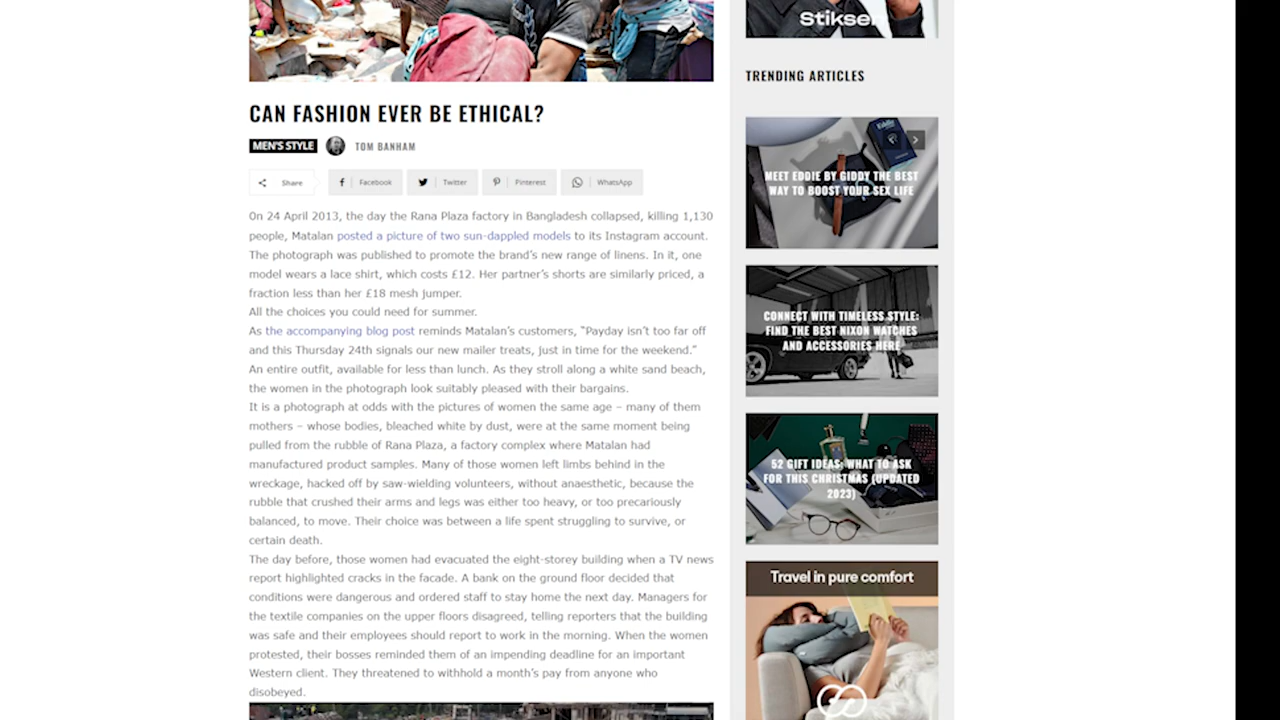 Stikser
TRENDING ARTICLES
CAN FASHION EVER BE ETHICAL?
MEN'S STYLE TOM BANHAM
Share Facebook Twitter Pinterest WhatsApp
On 24 April 2013, the day the Rana Plaza factory in Bangladesh collapsed, killing 1,130
people, Matalan posted a picture of two sun-dappled models to its Instagram account.
The photograph was published to promote the brand's new range of linens. In it, one
model wears a lace shirt, which costs £12. Her partner's shorts are similarly priced, a
fraction less than her £18 mesh jumper.
All the choices you could need for summer.
As the accompanying blog post reminds Matalan's customers, “Payday isn't too far off
and this Thursday 24th signals our new mailer treats, just in time for the weekend.”
An entire outfit, available for less than lunch. As they stroll along a white sand beach,
the women in the photograph look suitably pleased with their bargains.
It is a photograph at odds with the pictures of women the same age – many of them
mothers – whose bodies, bleached white by dust, were at the same moment being
pulled from the rubble of Rana Plaza, a factory complex where Matalan had
manufactured product samples. Many of those women left limbs behind in the
wreckage, hacked off by saw-wielding volunteers, without anaesthetic, because the
rubble that crushed their arms and legs was either too heavy, or too precariously
balanced, to move. Their choice was between a life spent struggling to survive, or
certain death.
The day before, those women had evacuated the eight-storey building when a TV news
report highlighted cracks in the facade. A bank on the ground floor decided that
conditions were dangerous and ordered staff to stay home the next day. Managers for
the textile companies on the upper floors disagreed, telling reporters that the building
was safe and their employees should report to work in the morning. When the women
protested, their bosses reminded them of an impending deadline for an important
Western client. They threatened to withhold a month's pay from anyone who
disobeyed.
MEET EDDIE BY GIDDY THE BEST
WAY TO BOOST YOUR SEX LIFE
CONNECT WITH TIMELESS STYLE:
FIND THE BEST NIXON WATCHES
AND ACCESSORIES HERE
52 GIFT IDEAS: WHAT TO ASK
FOR THIS CHRISTMAS (UPDATED
2023)
Travel in pure comfort